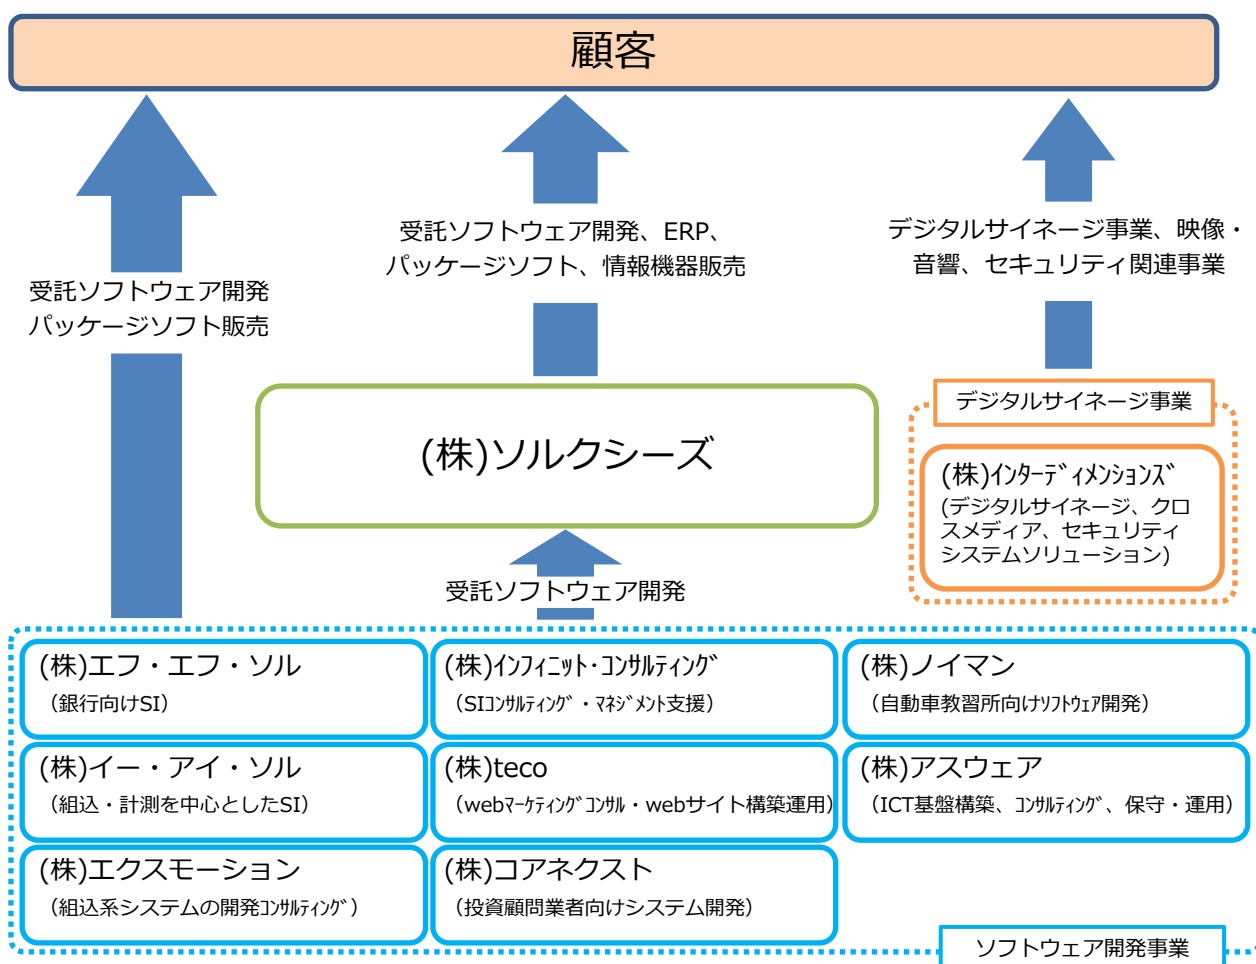 顧客
受託ソフトウェア開発
パッケージソフト販売
受託ソフトウェア開発、ERP、
パッケージソフト、情報機器販売
デジタルサイネージ事業、映像・
音響、セキュリティ関連事業
(株)ソルクシーズ
デジタルサイネージ事業
(株)ｲﾝﾀｰﾃﾞｨﾒﾝｼｮﾝｽﾞ
(デジタルサイネージ、クロ
スメディア、セキュリティ
システムソリューション)
受託ソフトウェア開発
(株)エフ・エフ・ソル
（銀行向けSI）
(株)ｲﾝﾌｨﾆｯﾄ･ｺﾝｻﾙﾃｨﾝｸﾞ
（SIｺﾝｻﾙﾃｨﾝｸﾞ・ﾏﾈｼﾞﾒﾝﾄ支援）
(株)ノイマン
（自動車教習所向けｿﾌﾄｳｪｱ開発）
(株)イー・アイ・ソル
（組込・計測を中心としたSI）
(株)teco
（webﾏｰｹﾃｨﾝｸﾞｺﾝｻﾙ・webサイト構築運用）
(株)アスウェア
（ICT基盤構築、ｺﾝｻﾙﾃｨﾝｸﾞ、保守・運用）
(株)エクスモーション
（組込系システムの開発ｺﾝｻﾙﾃｨﾝｸﾞ）
(株)コアネクスト
（投資顧問業者向けシステム開発）
ソフトウェア開発事業